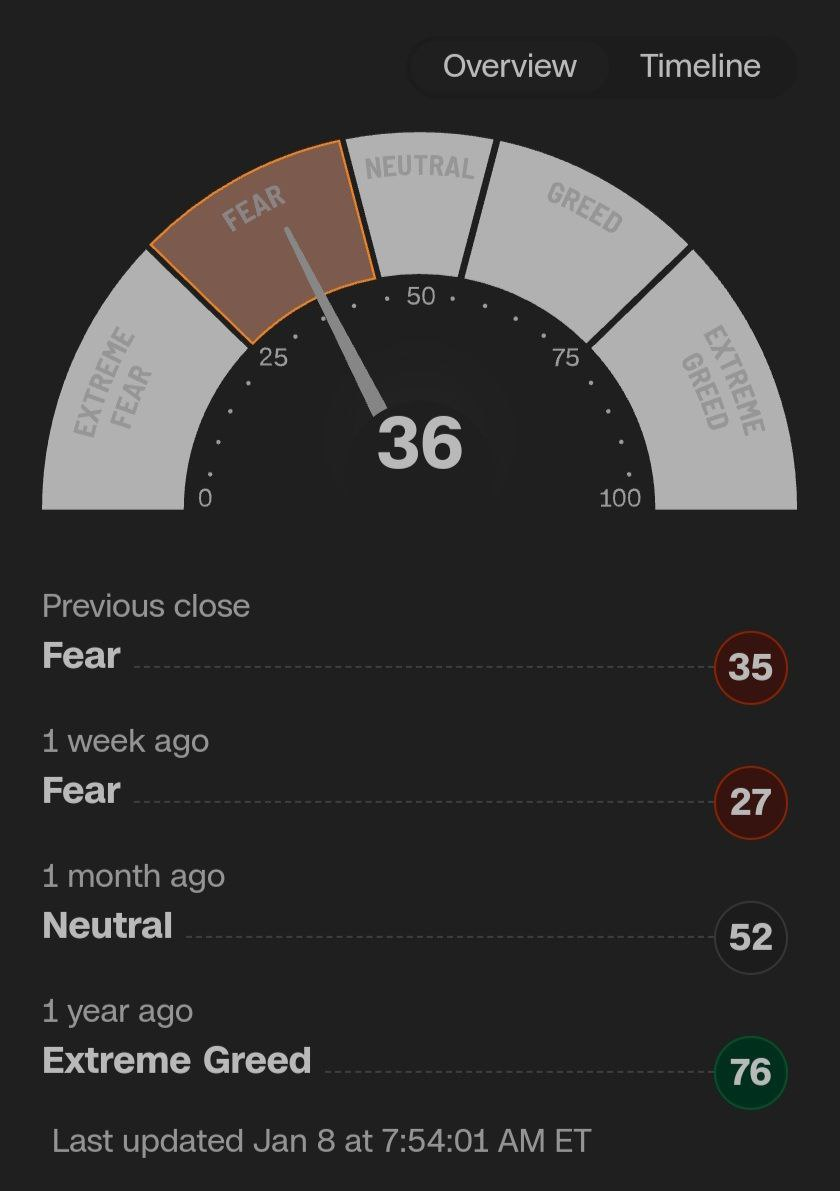 Overview Timeline
NEUTRAL
FEAR
GREED
EXTREME
FEAR
EXTREME
GREED
50
25
75
36
0
100
Previous close
Fear
35
1 week ago
Fear
27
1 month ago
Neutral
52
1 year ago
Extreme Greed
76
Last updated Jan 8 at 7:54:01 AM ET